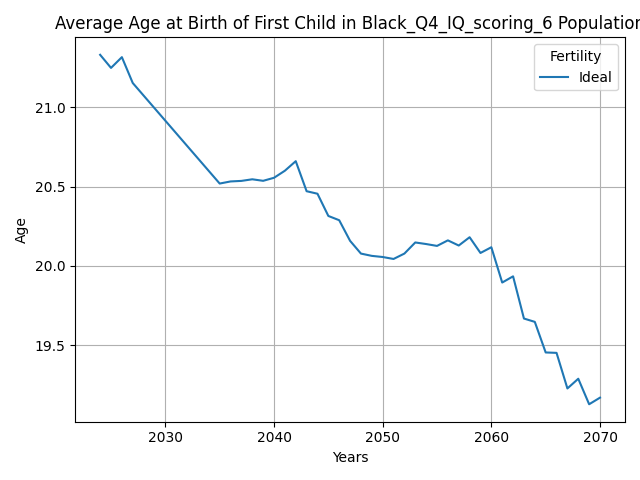 Average Age at Birth of First Child in Black_Q4_IQ_scoring_6 Population
Fertility
Ideal
21.0
20.5
20.0
19.5
Age
2030 2040 2050 2060 2070
Years